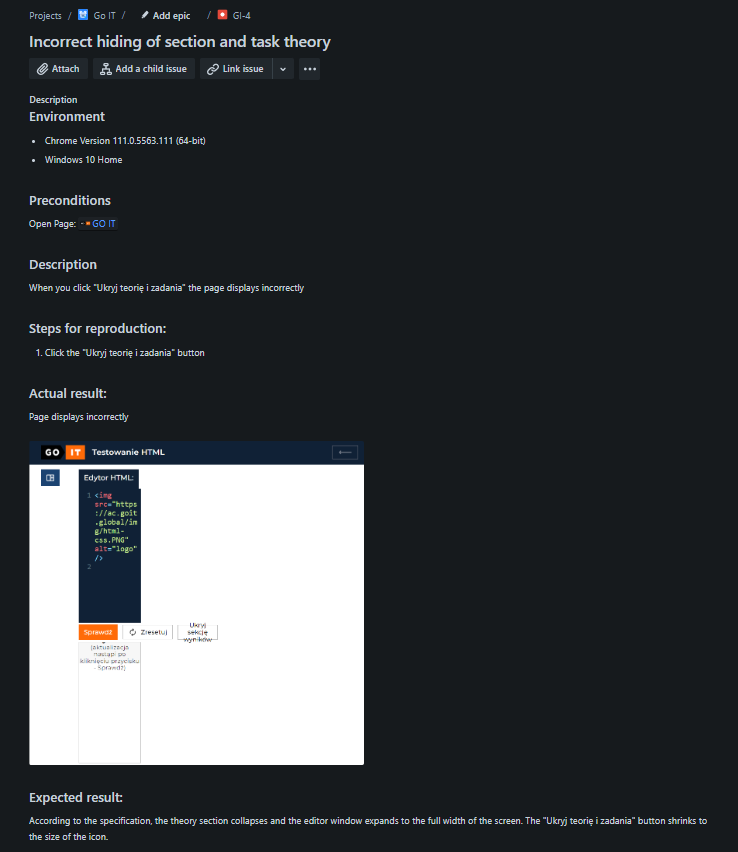 Projects / Go IT / Add epic / GI-4
Incorrect hiding of section and task theory
Attach Add a child issue Link issue
Description
Environment
Chrome Version 111.0.5563.111 (64-bit)
Windows 10 Home
Preconditions
Open Page: GO IT
Description
When you click "Ukryj teorię i zadania" the page displays incorrectly
Steps for reproduction:
1. Click the "Ukryj teorię i zadania" button
Actual result:
Page displays incorrectly
GO IT Testowanie HTML
Edytor HTML:
1 <img
src="https
://ac.goit
.global/im
g/html-
css.PNG"
alt="logo"
/>
2
Sprawdź Zresetuj Ukryj
sekcję
wyników
(aktualizacja
nastąpi po
kliknięciu przycisku
- Sprawdź)
Expected result:
According to the specification, the theory section collapses and the editor window expands to the full width of the screen. The "Ukryj teorię i zadania" button shrinks to
the size of the icon.